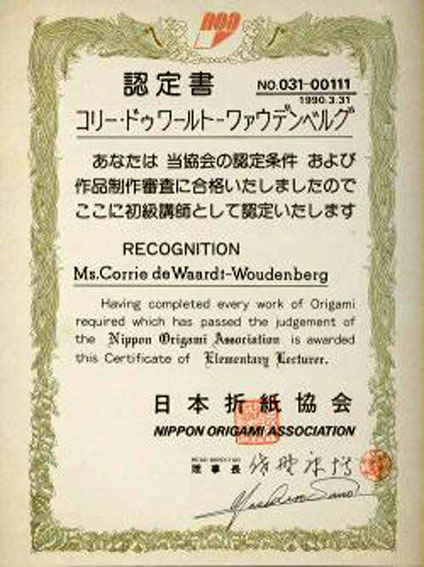 NOA
認定書
NO.031-00111
1990.3.31
コリー・ドゥワールトーワァウデンベルグ
あなたは 当協会の認定条件 および
作品制作審査に合格いたしましたので
ここに初級講師として認定いたします
RECOGNITION
Ms.Corrie de Waardt-Woudenberg
Having completed every work of Origami
required which has passed the judgement of
the Nippon Origami Association is awarded
this Certificate of Elementary Lecturer.
日本折紙協会
NIPPON ORIGAMI ASSOCIATION
理事長